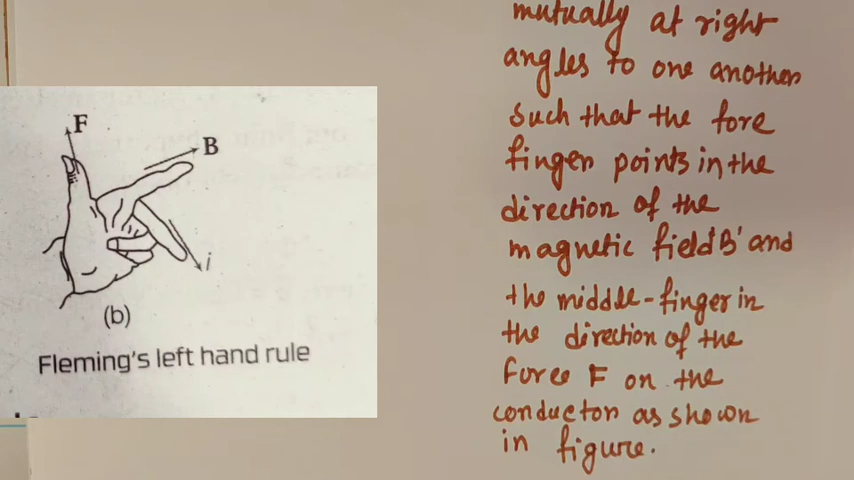 F
B
i
(b)
Fleming's left hand rule
mutually at right
angles to one another
such that the fore
finger points in the
direction of the
magnetic field 'B' and
the middle-finger in
the direction of the
force F on the
conductor as shown
in figure.